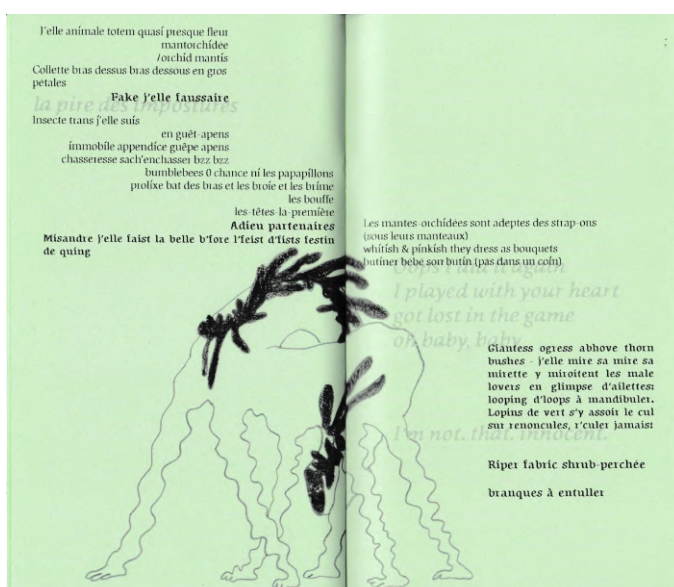 J'elle animale totem quasi presque fleur
mantorchidée
/orchid mantis
Collette bras dessus bras dessous en gros
pétales
Fake j'elle faussaire
la pire des impostures
Insecte trans j'elle suis
en guêt-apens
immobile appendice guêpe apens
chasseresse sach'enchasser bzz bzz
bumblebees 0 chance ni les papapillons
prolixe bat des bras et les broie et les brime
les bouffe
les-têtes-la-première
Adieu partenaires
Misandre j'elle faist la belle b'fore l'feist d'fists festin
de quing
Les mantes-orchidées sont adeptes des strap-ons
(sous leurs manteaux)
whitish & pinkish they dress as bouquets
butiner bébé son butin (pas dans un coin)
Oops I did it again
I played with your heart
got lost in the game
oh baby, baby
Giantess ogress abhove thorn
bushes - j'elle mire sa mire sa
mirette y miroitent les male
lovers en glimpse d'ailettes:
looping d'loops à mandibuler.
Lopins de vert s'y assoir le cul
sur renoncules, r'culer jamais!
I'm not. that. innocent.
Riper fabric shrub-perchée
branques à entuller